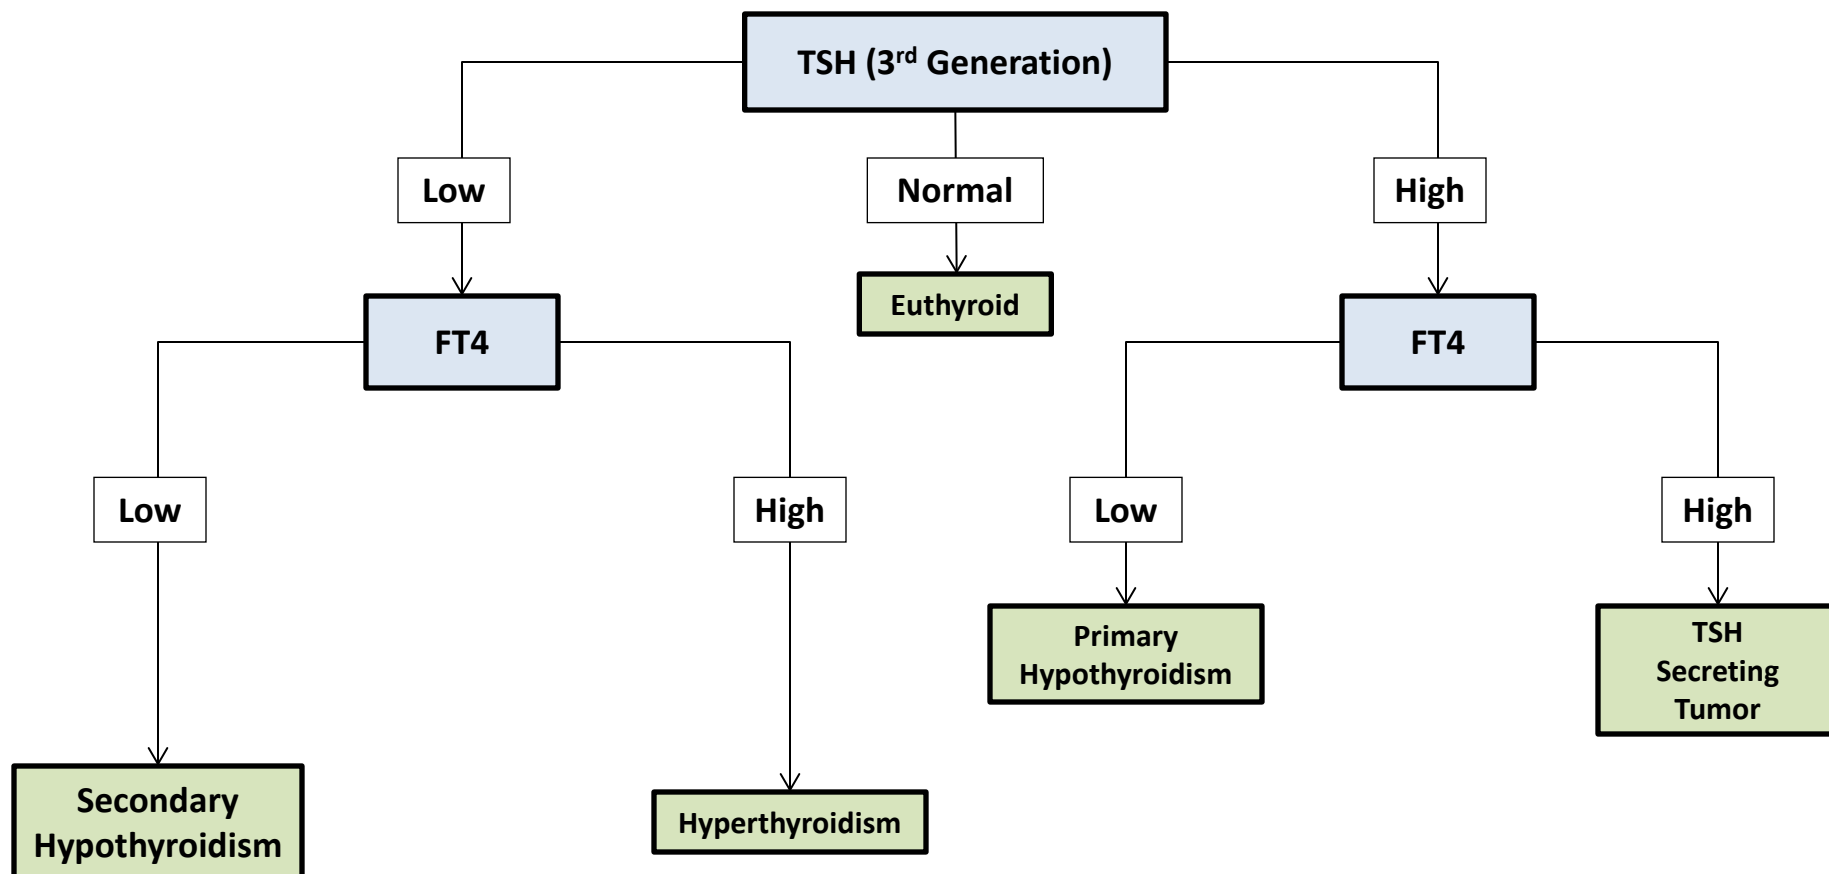 TSH (3rd Generation)
Low
Normal
High
FT4
Euthyroid
FT4
Low
High
Low
High
Primary
Hypothyroidism
TSH
Secreting
Tumor
Secondary
Hypothyroidism
Hyperthyroidism